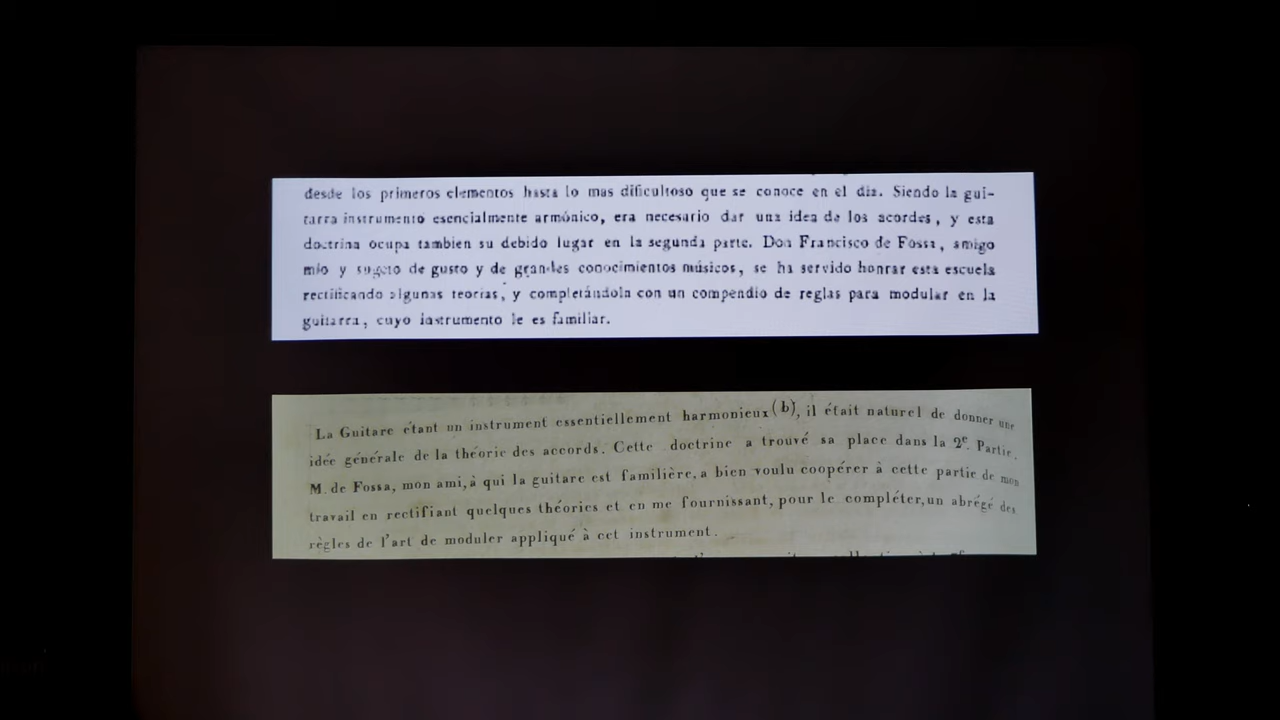 desde los primeros elementos hasta lo mas dificultoso que se conoce en el dia. Siendo la gui-
tarra instrumento esencialmente armónico, era necesario dar una idea de los acordes, y esta
doctrina ocupa tambien su debido lugar en la segunda parte. Don Francisco de Fossa, amigo
mio y sugeto de gusto y de grandes conocimientos músicos, se ha servido honrar esta escuela
rectificando algunas teorias, y completándola con un compendio de reglas para modular en la
guitarra, cuyo instrumento le es familiar.
La Guitare étant un instrument essentiellement harmonieux(b), il était naturel de donner une
idée générale de la théorie des accords. Cette doctrine a trouvé sa place dans la 2e. Partie.
M. de Fossa, mon ami, à qui la guitare est familière, a bien voulu coopérer à cette partie de mon
travail en rectifiant quelques théories et en me fournissant, pour le compléter, un abrégé des
règles de l'art de moduler appliqué à cet instrument.